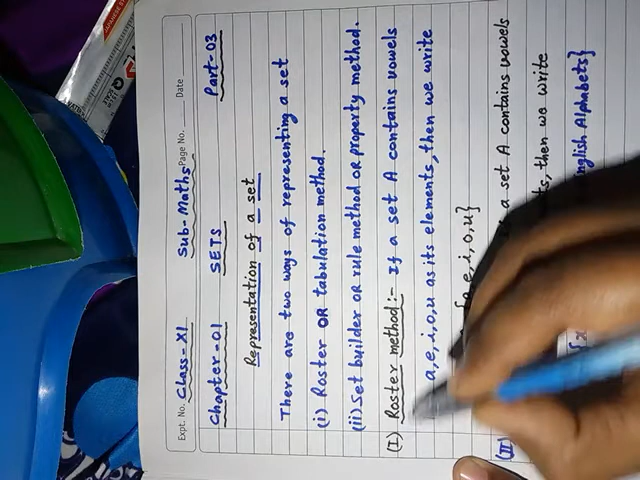 Expt. No. Class-XI Sub-Maths Page No. Date
Chapter-01 SETS Part-03
Representation of a set
There are two ways of representing a set
(i) Roster OR tabulation method.
(ii) Set builder OR rule method OR property method.
(I) Roster method:- If a set A contains vowels
a,e,i,o,u as its elements, then we write
a,e,i,o,u}
(II) a set A contains vowels
then we write
{x Alphabets}